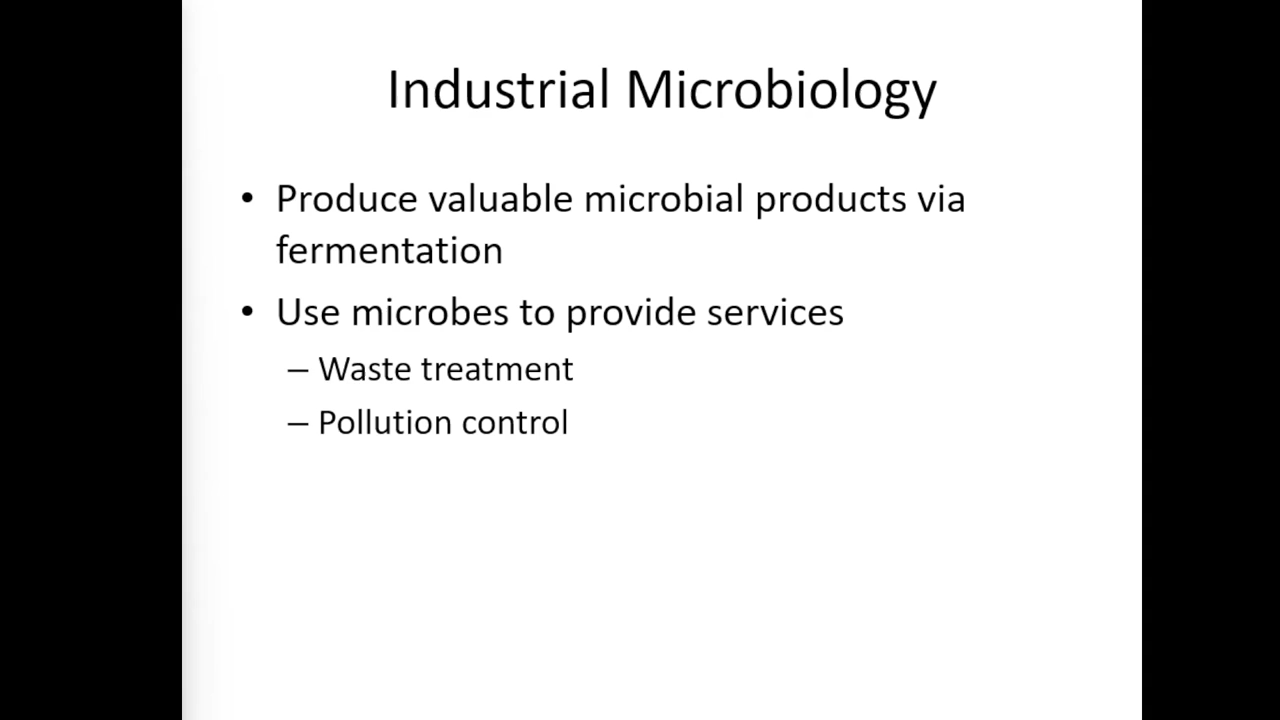 Industrial Microbiology
• Produce valuable microbial products via
fermentation
• Use microbes to provide services
– Waste treatment
– Pollution control